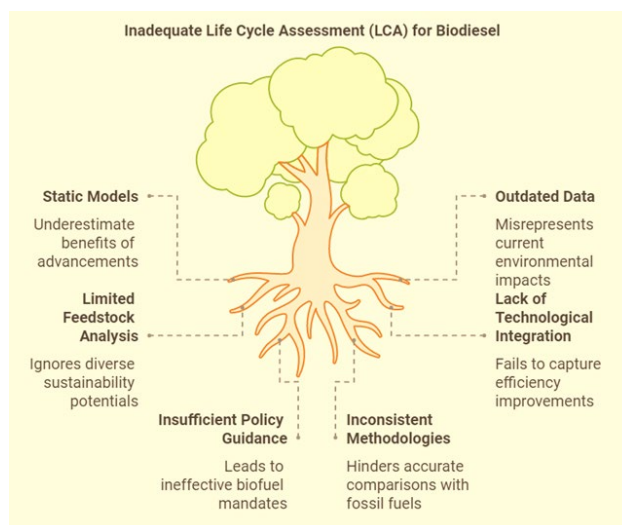 Inadequate Life Cycle Assessment (LCA) for Biodiesel
Static Models
Underestimate
benefits of
advancements
Limited
Feedstock
Analysis
Ignores diverse
sustainability
potentials
Insufficient Policy
Guidance
Leads to
ineffective biofuel
mandates
Inconsistent
Methodologies
Hinders accurate
comparisons with
fossil fuels
Outdated Data
Misrepresents
current
environmental
impacts
Lack of
Technological
Integration
Fails to capture
efficiency
improvements